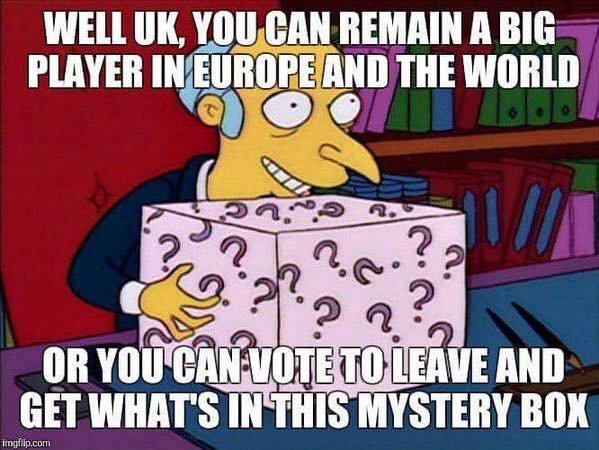 WELL UK, YOU CAN REMAIN A BIG
PLAYER IN EUROPE AND THE WORLD
OR YOU CAN VOTE TO LEAVE AND
GET WHAT'S IN THIS MYSTERY BOX
imgflip.com